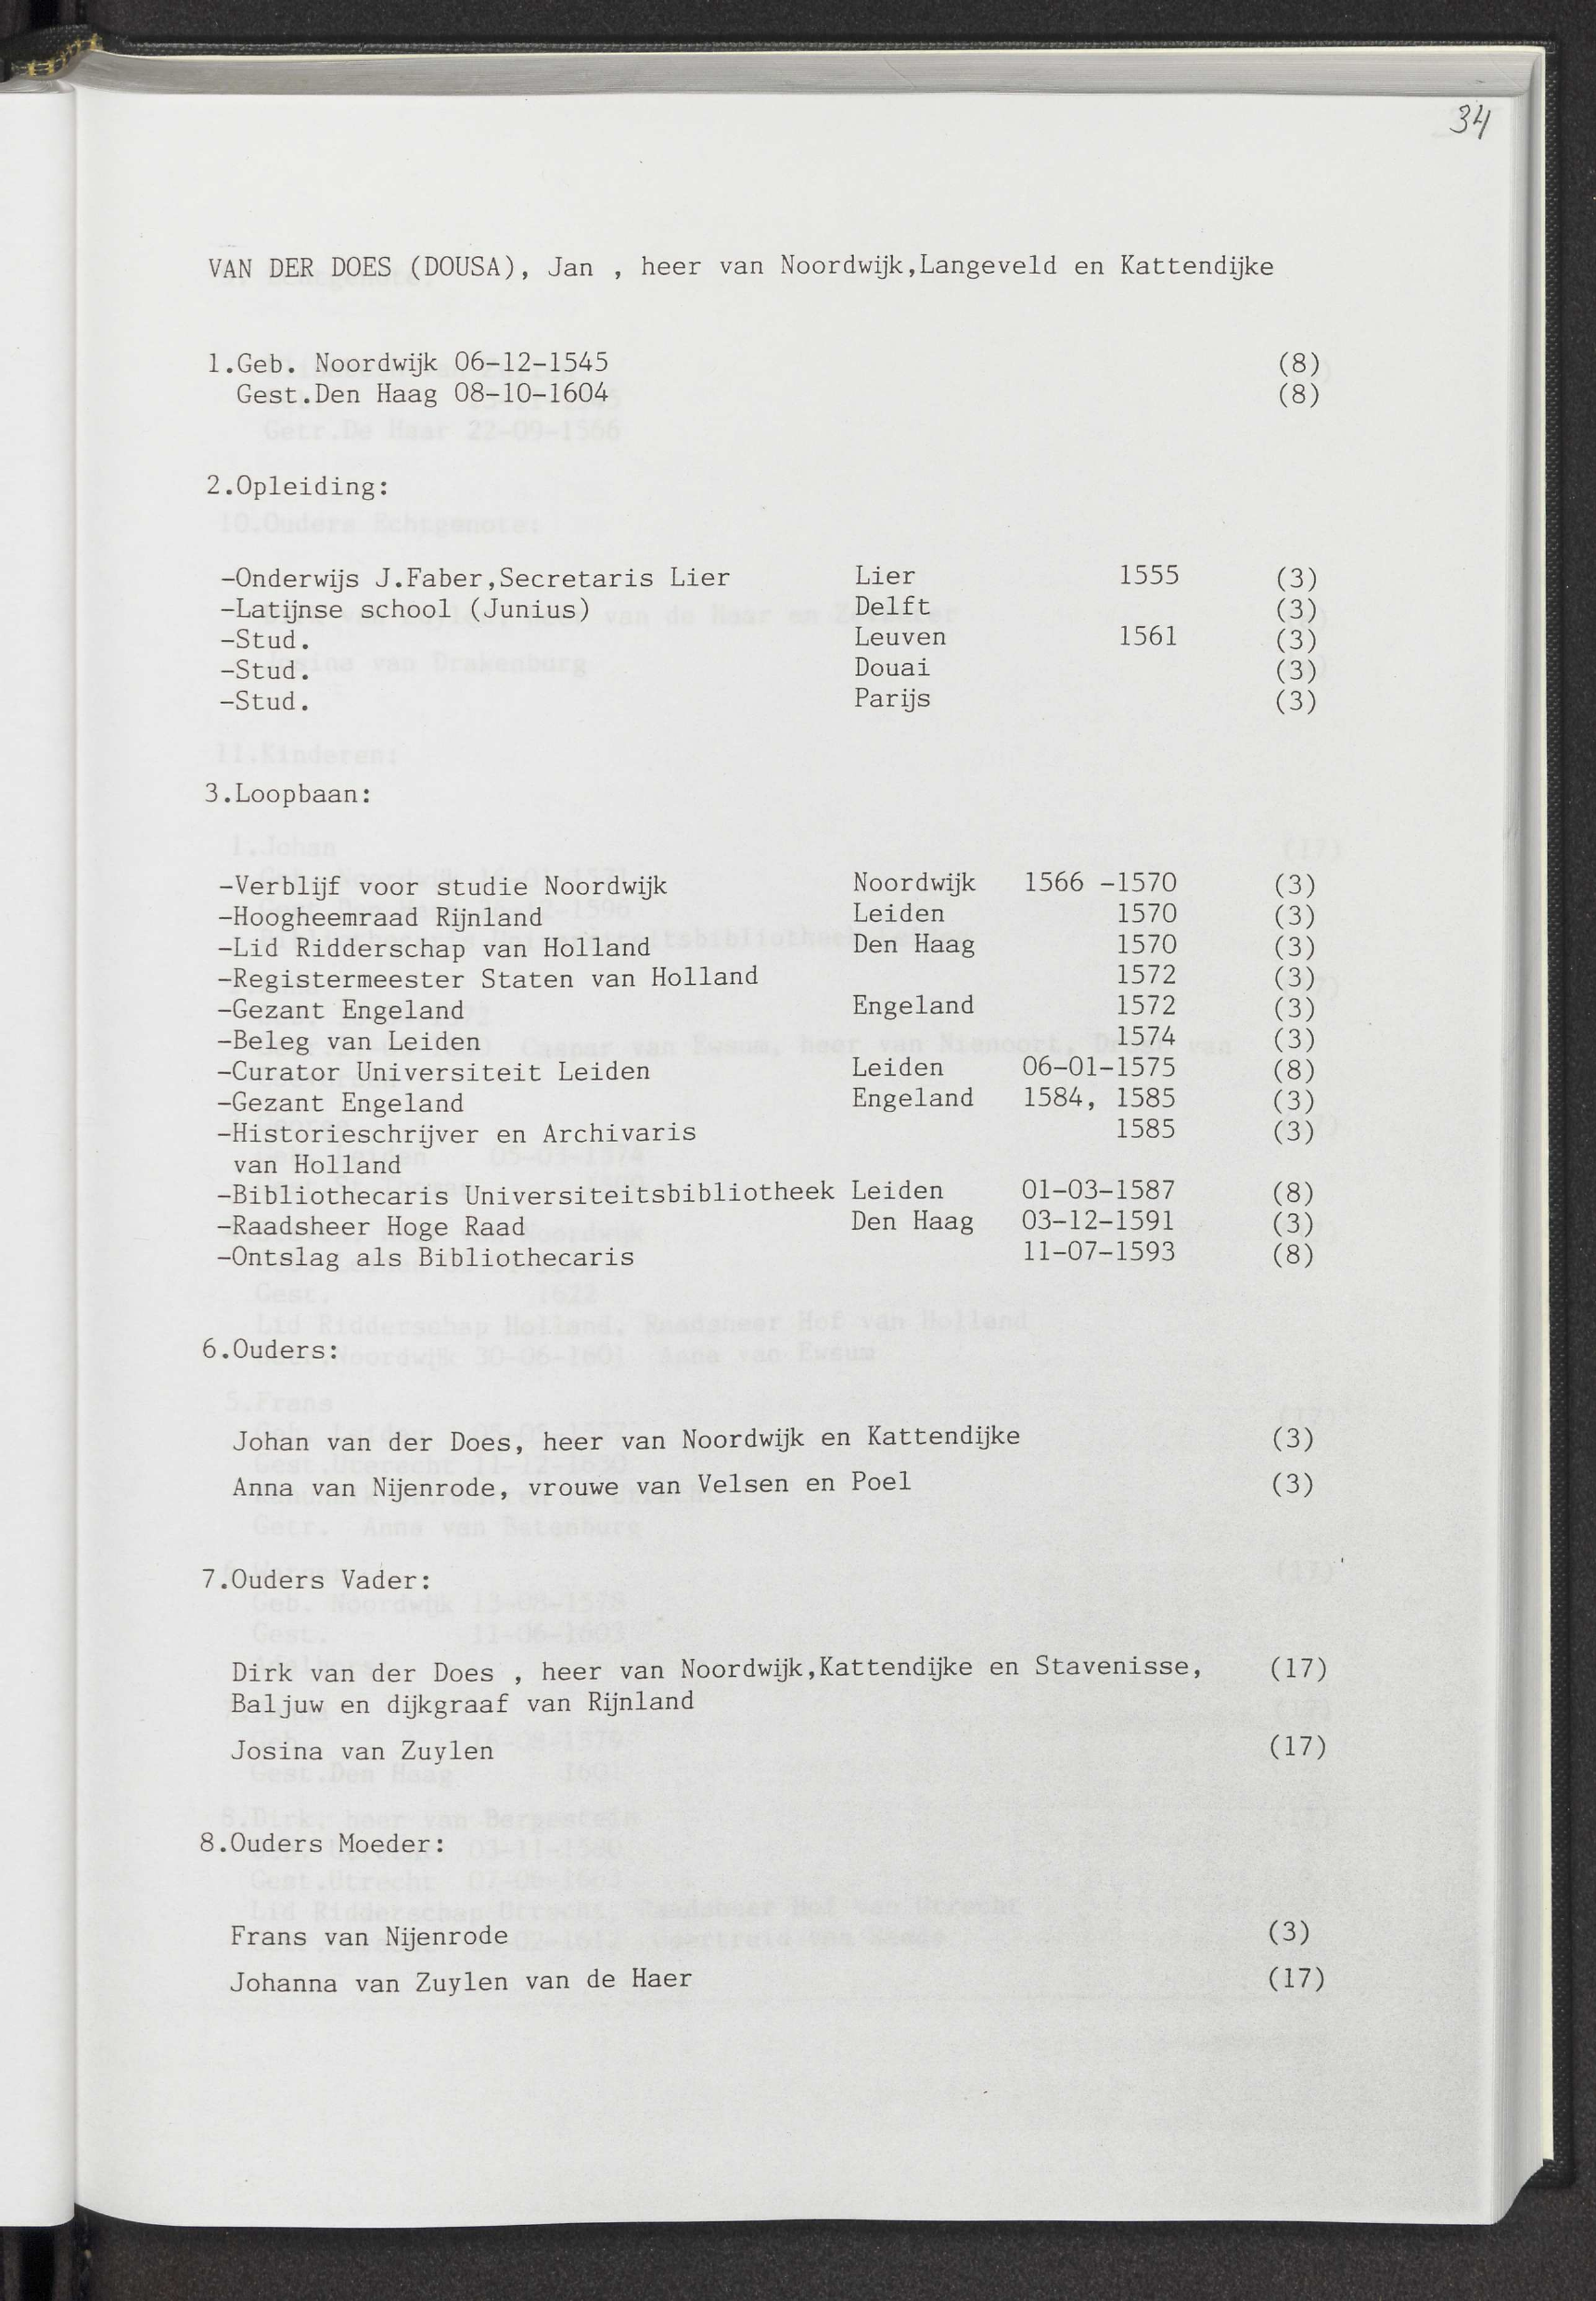 34
VAN DER DOES (DOUSA), Jan , heer van Noordwijk,Langeveld en Kattendijke
1.Geb. Noordwijk 06-12-1545 (8)
Gest.Den Haag 08-10-1604 (8)
2.Opleiding:
-Onderwijs J.Faber,Secretaris Lier Lier 1555 (3)
-Latijnse school (Junius) Delft (3)
-Stud. Leuven 1561 (3)
-Stud. Douai (3)
-Stud. Parijs (3)
3.Loopbaan:
-Verblijf voor studie Noordwijk Noordwijk 1566 -1570 (3)
-Hoogheemraad Rijnland Leiden 1570 (3)
-Lid Ridderschap van Holland Den Haag 1570 (3)
-Registermeester Staten van Holland 1572 (3)
-Gezant Engeland Engeland 1572 (3)
-Beleg van Leiden 1574 (3)
-Curator Universiteit Leiden Leiden 06-01-1575 (8)
-Gezant Engeland Engeland 1584, 1585 (3)
-Historieschrijver en Archivaris 1585 (3)
van Holland
-Bibliothecaris Universiteitsbibliotheek Leiden 01-03-1587 (8)
-Raadsheer Hoge Raad Den Haag 03-12-1591 (3)
-Ontslag als Bibliothecaris 11-07-1593 (8)
6.Ouders:
Johan van der Does, heer van Noordwijk en Kattendijke (3)
Anna van Nijenrode, vrouwe van Velsen en Poel (3)
7.Ouders Vader:
Dirk van der Does , heer van Noordwijk,Kattendijke en Stavenisse, (17)
Baljuw en dijkgraaf van Rijnland
Josina van Zuylen (17)
8.Ouders Moeder:
Frans van Nijenrode (3)
Johanna van Zuylen van de Haer (17)